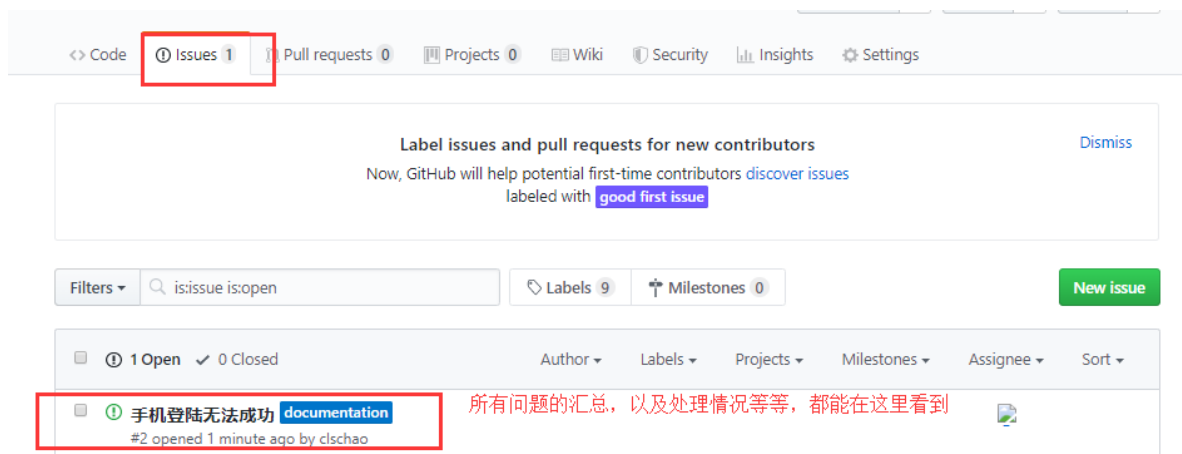 Code Issues 1 Pull requests 0 Projects 0 Wiki Security Insights Settings
Label issues and pull requests for new contributors
Dismiss
Now, GitHub will help potential first-time contributors discover issues
labeled with good first issue
Filters is:issue is:open Labels 9 Milestones 0 New issue
1 Open 0 Closed Author Labels Projects Milestones Assignee Sort
手机登陆无法成功 documentation 所有问题的汇总，以及处理情况等等，都能在这里看到
#2 opened 1 minute ago by clschao